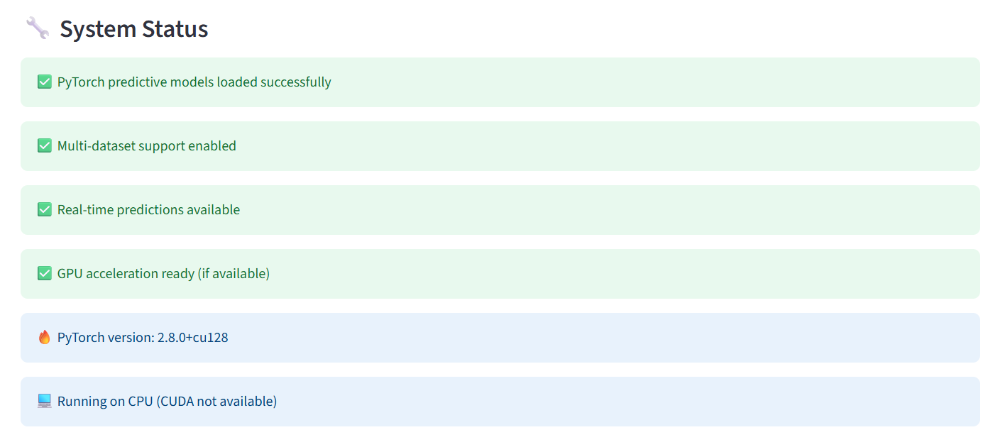 🔧 System Status
✅ PyTorch predictive models loaded successfully
✅ Multi-dataset support enabled
✅ Real-time predictions available
✅ GPU acceleration ready (if available)
🔥 PyTorch version: 2.8.0+cu128
💻 Running on CPU (CUDA not available)